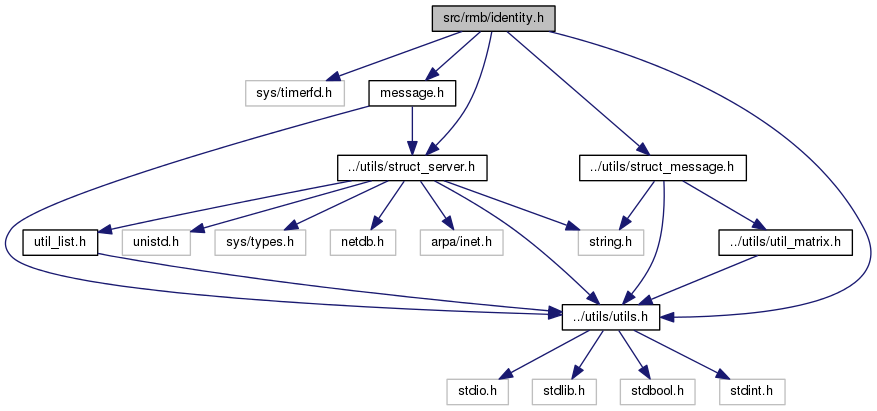 src/rmb/identity.h
sys/timerfd.h
message.h
../utils/struct_server.h
../utils/struct_message.h
util_list.h
unistd.h
sys/types.h
netdb.h
arpa/inet.h
string.h
../utils/util_matrix.h
../utils/utils.h
stdio.h
stdlib.h
stdbool.h
stdint.h